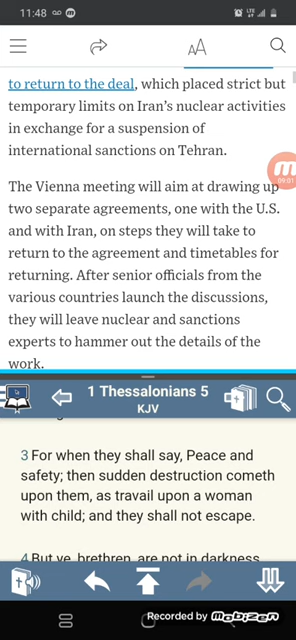 11:48
LTE
AA
to return to the deal, which placed strict but
temporary limits on Iran's nuclear activities
in exchange for a suspension of
international sanctions on Tehran.
09:01
The Vienna meeting will aim at drawing up
two separate agreements, one with the U.S.
and with Iran, on steps they will take to
return to the agreement and timetables for
returning. After senior officials from the
various countries launch the discussions,
they will leave nuclear and sanctions
experts to hammer out the details of the
work.
1 Thessalonians 5
KJV
3 For when they shall say, Peace and
safety; then sudden destruction cometh
upon them, as travail upon a woman
with child; and they shall not escape.
4 But ye, brethren, are not in darkness,
Recorded by Mobizen